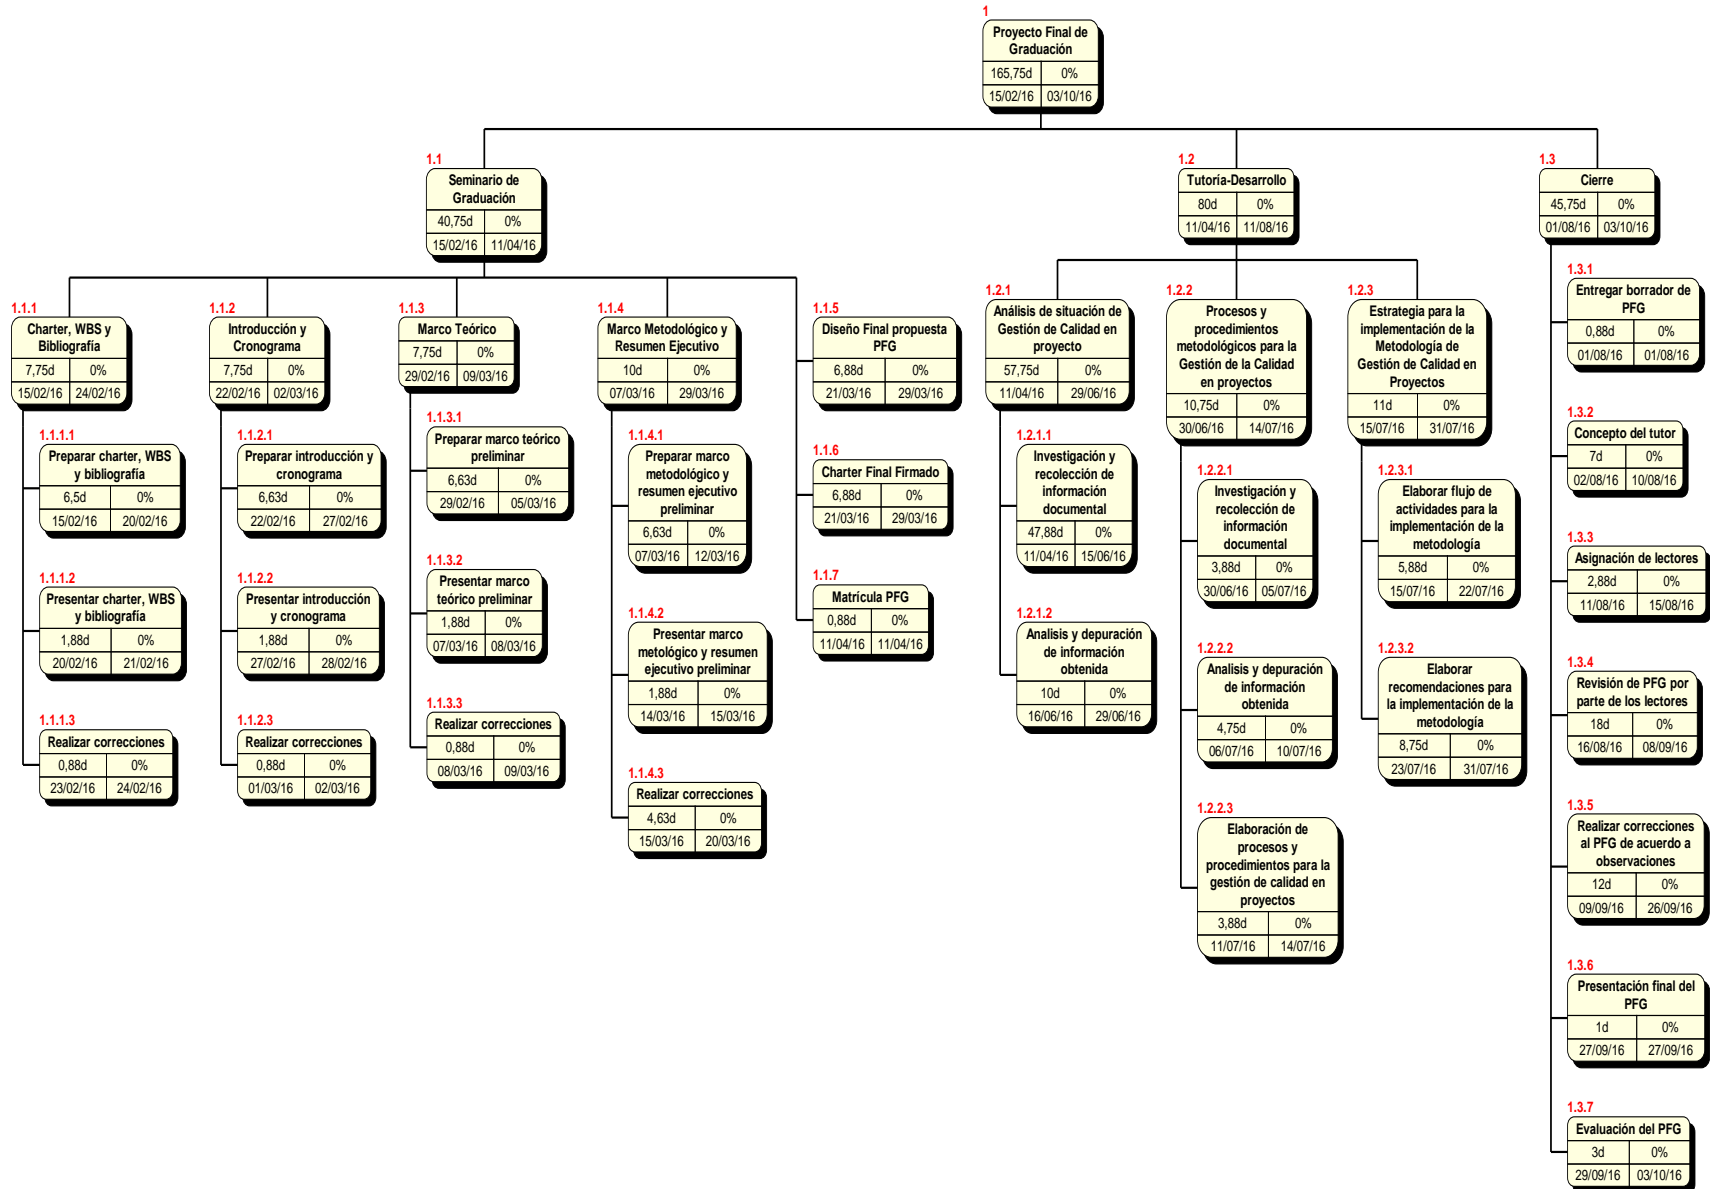 1
Proyecto Final de
Graduación
165,75d 0%
15/02/16 03/10/16
1.1
Seminario de
Graduación
40,75d 0%
15/02/16 11/04/16
1.1.1
Charter, WBS y
Bibliografía
7,75d 0%
15/02/16 24/02/16
1.1.1.1
Preparar charter, WBS
y bibliografía
6,5d 0%
15/02/16 20/02/16
1.1.1.2
Presentar charter, WBS
y bibliografía
1,88d 0%
20/02/16 21/02/16
1.1.1.3
Realizar correcciones
0,88d 0%
23/02/16 24/02/16
1.1.2
Introducción y
Cronograma
7,75d 0%
22/02/16 02/03/16
1.1.2.1
Preparar introducción y
cronograma
6,63d 0%
22/02/16 27/02/16
1.1.2.2
Presentar introducción
y cronograma
1,88d 0%
27/02/16 28/02/16
1.1.2.3
Realizar correcciones
0,88d 0%
01/03/16 02/03/16
1.1.3
Marco Teórico
7,75d 0%
29/02/16 09/03/16
1.1.3.1
Preparar marco teórico
preliminar
6,63d 0%
29/02/16 05/03/16
1.1.3.2
Presentar marco
teórico preliminar
1,88d 0%
07/03/16 08/03/16
1.1.3.3
Realizar correcciones
0,88d 0%
08/03/16 09/03/16
1.1.4
Marco Metodológico y
Resumen Ejecutivo
10d 0%
07/03/16 29/03/16
1.1.4.1
Preparar marco
metodológico y
resumen ejecutivo
preliminar
6,63d 0%
07/03/16 12/03/16
1.1.4.2
Presentar marco
metológico y resumen
ejecutivo preliminar
1,88d 0%
14/03/16 15/03/16
1.1.4.3
Realizar correcciones
4,63d 0%
15/03/16 20/03/16
1.1.5
Diseño Final propuesta
PFG
6,88d 0%
21/03/16 29/03/16
1.1.6
Charter Final Firmado
6,88d 0%
21/03/16 29/03/16
1.1.7
Matrícula PFG
0,88d 0%
11/04/16 11/04/16
1.2
Tutoría-Desarrollo
80d 0%
11/04/16 11/08/16
1.2.1
Análisis de situación de
Gestión de Calidad en
proyecto
57,75d 0%
11/04/16 29/06/16
1.2.1.1
Investigación y
recolección de
información
documental
47,88d 0%
11/04/16 15/06/16
1.2.1.2
Analisis y depuración
de información
obtenida
10d 0%
16/06/16 29/06/16
1.2.2
Procesos y
procedimientos
metodológicos para la
Gestión de la Calidad
en proyectos
10,75d 0%
30/06/16 14/07/16
1.2.2.1
Investigación y
recolección de
información
documental
3,88d 0%
30/06/16 05/07/16
1.2.2.2
Analisis y depuración
de información
obtenida
4,75d 0%
06/07/16 10/07/16
1.2.2.3
Elaboración de
procesos y
procedimientos para la
gestión de calidad en
proyectos
3,88d 0%
11/07/16 14/07/16
1.2.3
Estrategia para la
implementación de la
Metodología de
Gestión de Calidad en
Proyectos
11d 0%
15/07/16 31/07/16
1.2.3.1
Elaborar flujo de
actividades para la
implementación de la
metodología
5,88d 0%
15/07/16 22/07/16
1.2.3.2
Elaborar
recomendaciones para
la implementación de la
metodología
8,75d 0%
23/07/16 31/07/16
1.3
Cierre
45,75d 0%
01/08/16 03/10/16
1.3.1
Entregar borrador de
PFG
0,88d 0%
01/08/16 01/08/16
1.3.2
Concepto del tutor
7d 0%
02/08/16 10/08/16
1.3.3
Asignación de lectores
2,88d 0%
11/08/16 15/08/16
1.3.4
Revisión de PFG por
parte de los lectores
18d 0%
16/08/16 08/09/16
1.3.5
Realizar correcciones
al PFG de acuerdo a
observaciones
12d 0%
09/09/16 26/09/16
1.3.6
Presentación final del
PFG
1d 0%
27/09/16 27/09/16
1.3.7
Evaluación del PFG
3d 0%
29/09/16 03/10/16